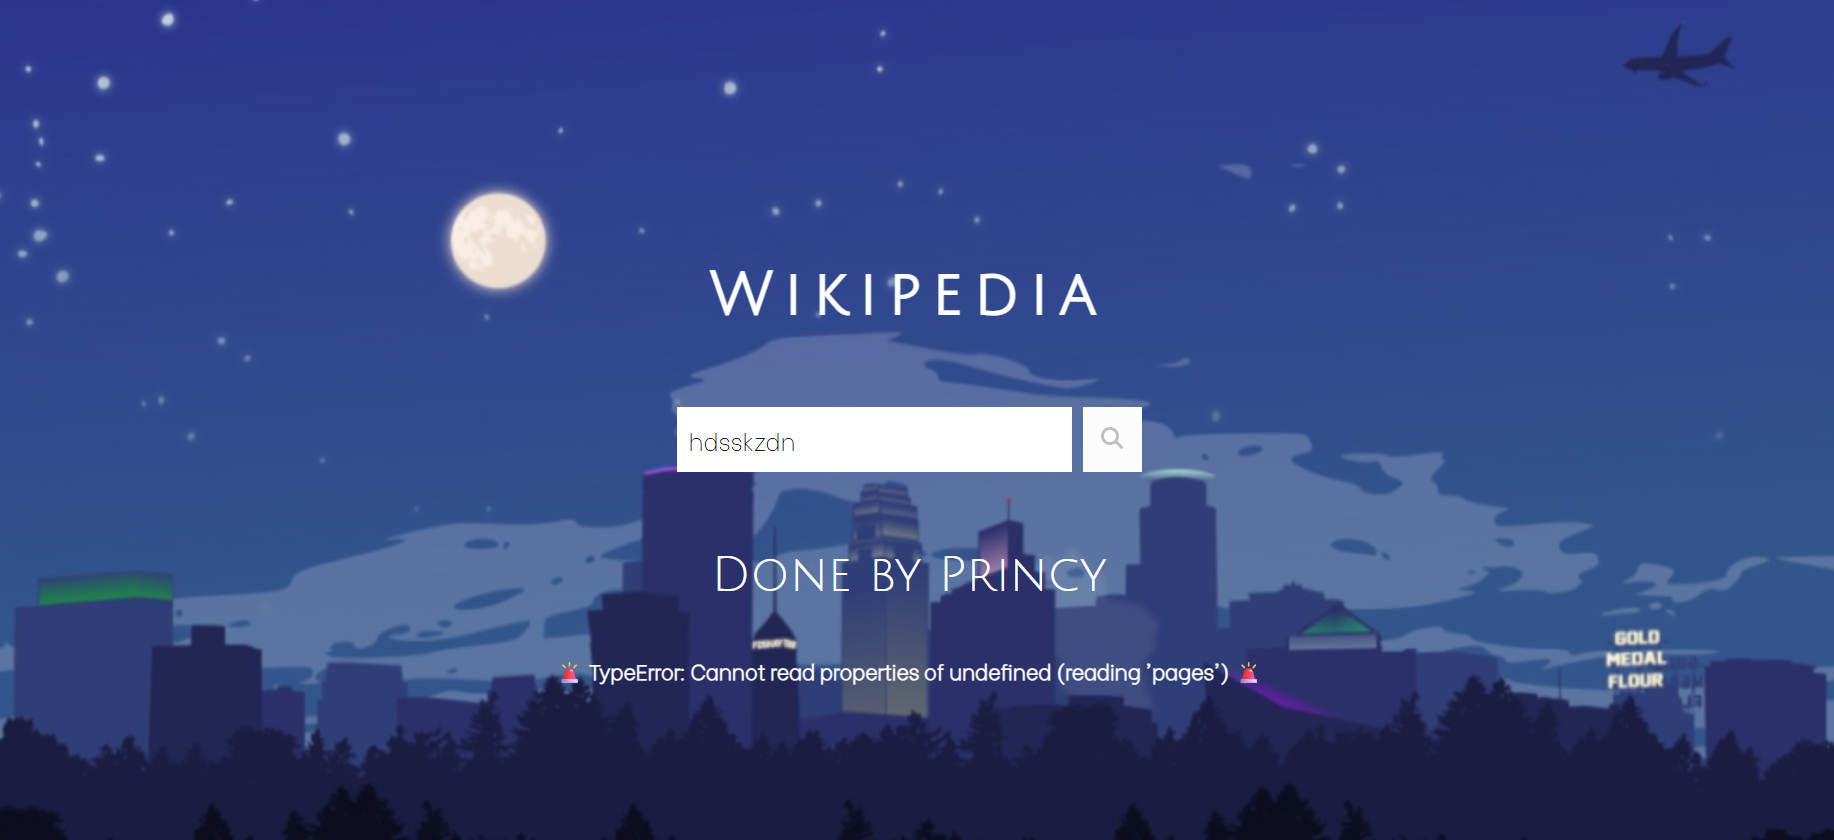 WIKIPEDIA
hdsskzdn
DONE BY PRINCY
🚨 TypeError: Cannot read properties of undefined (reading 'pages') 🚨
GOLD
MEDAL
FLOUR